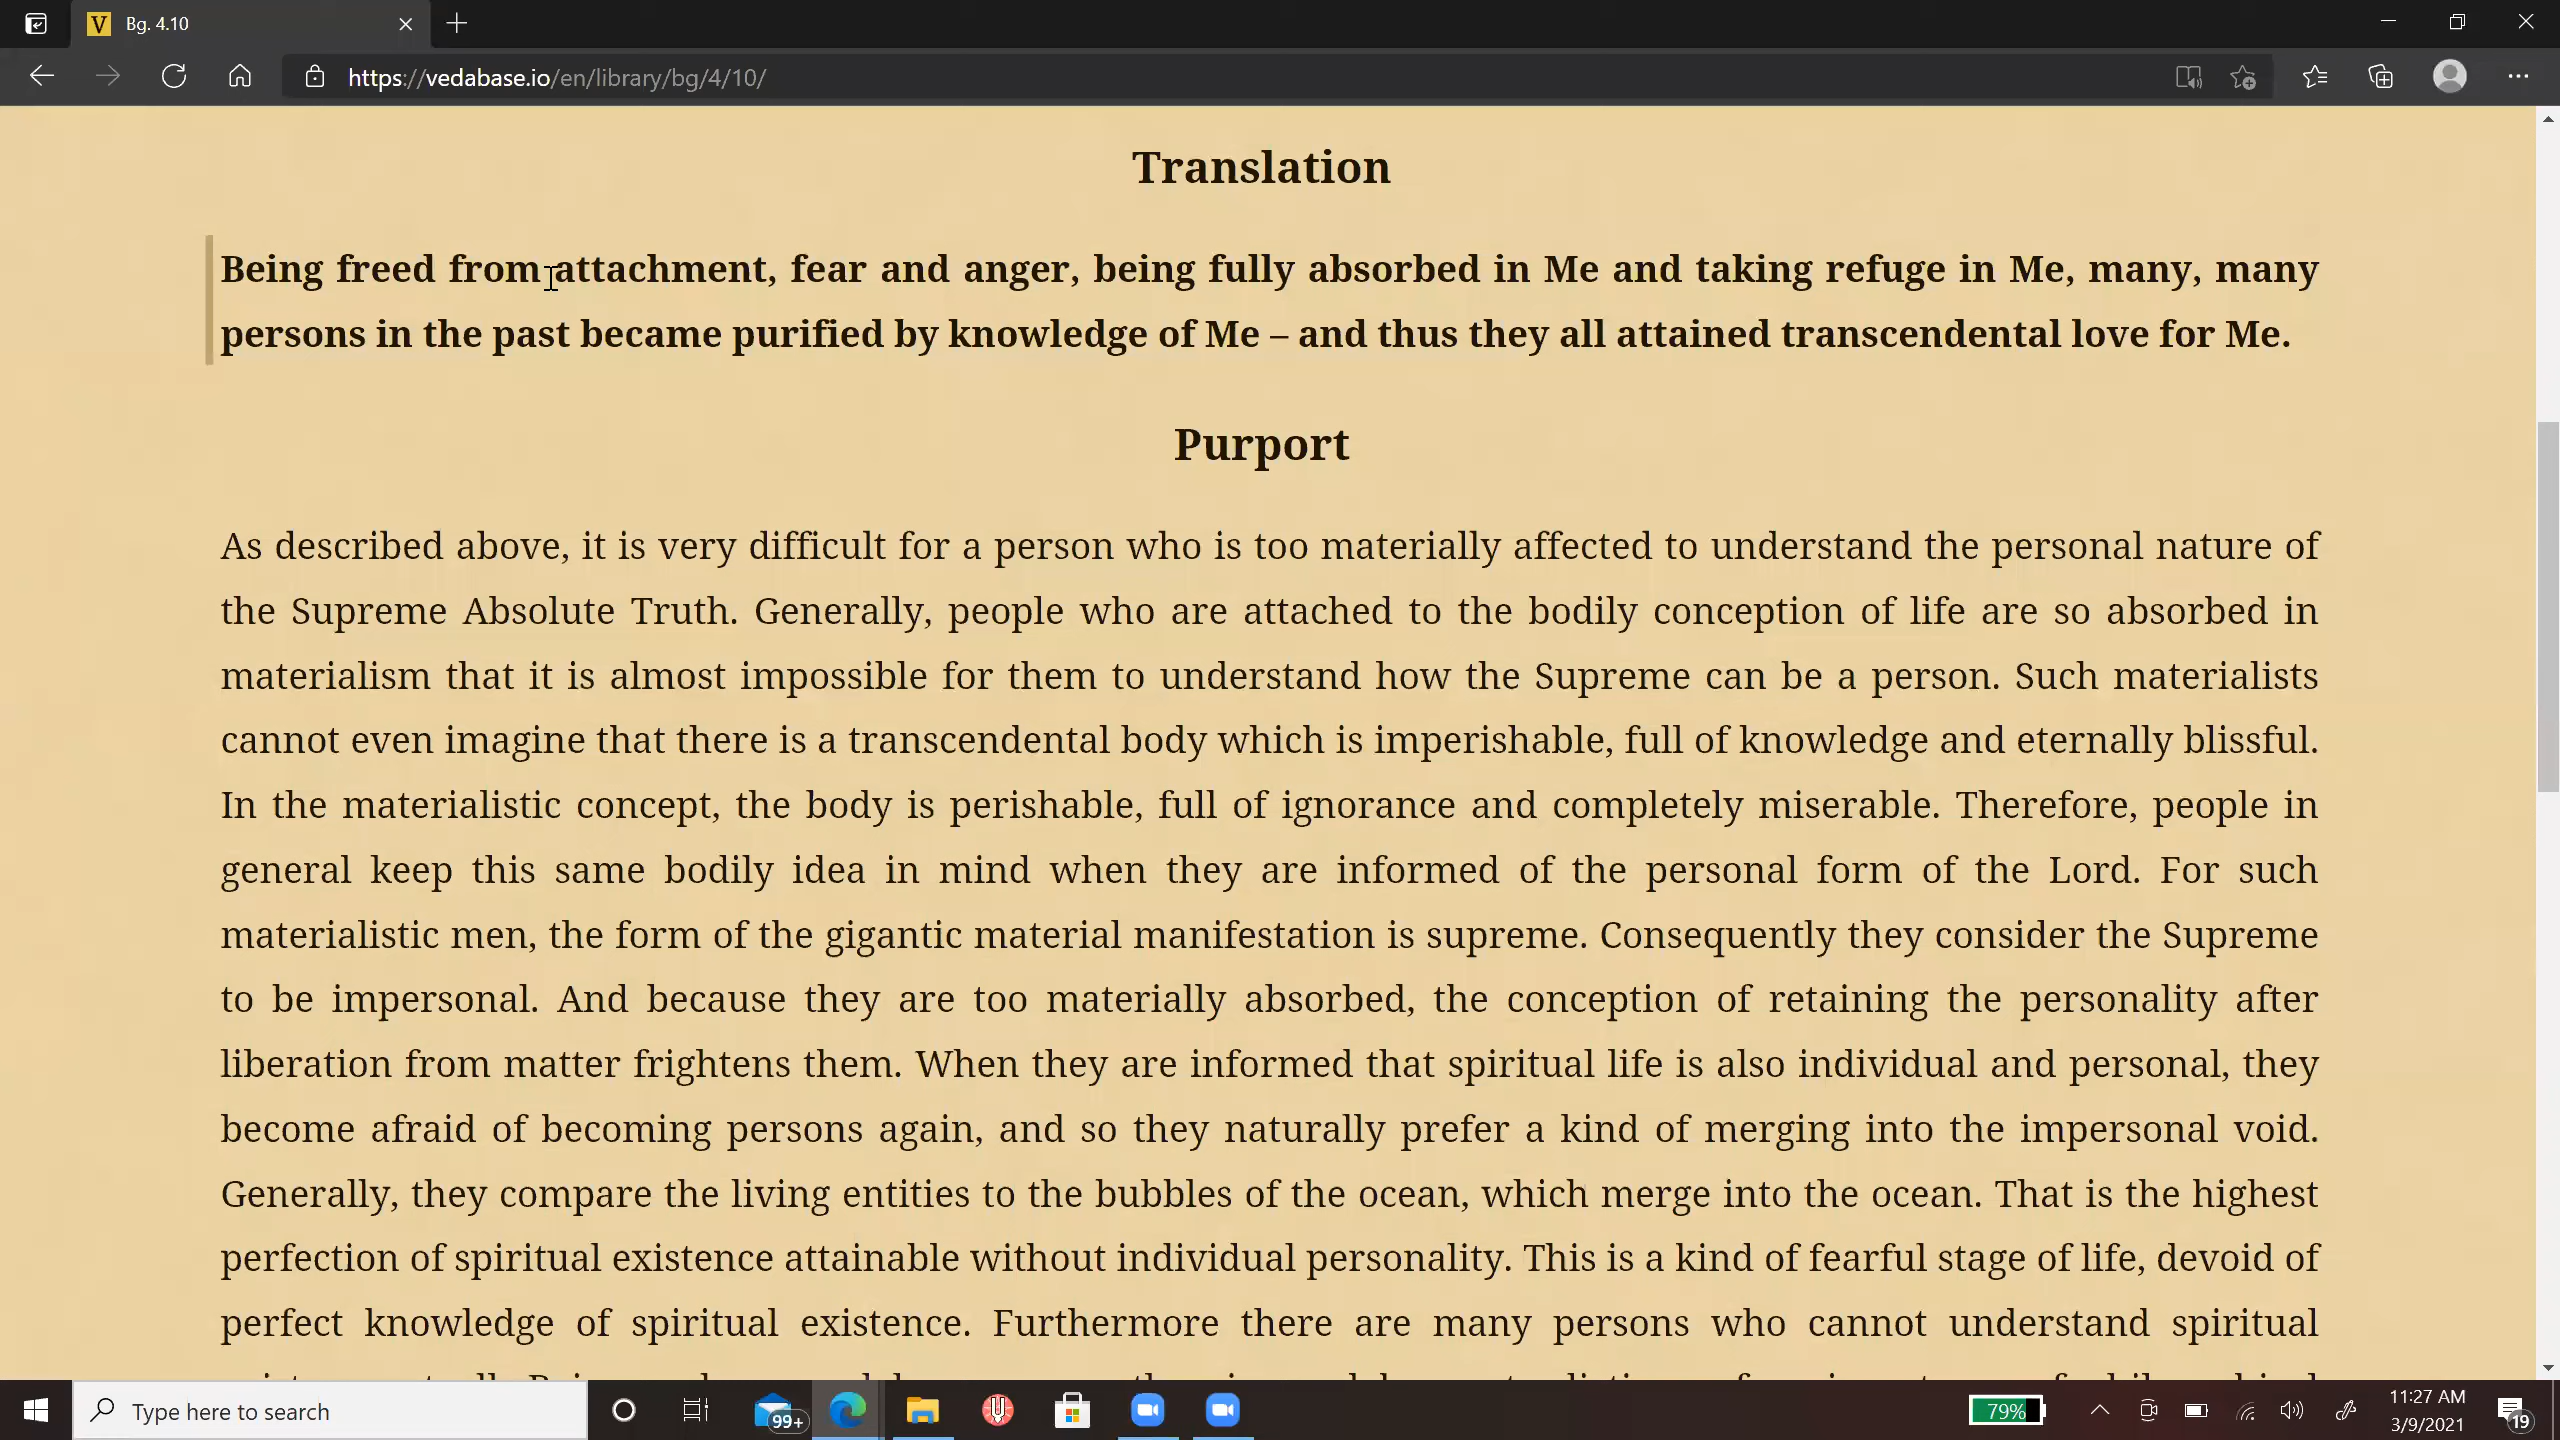 Bg. 4.10
https://vedabase.io/en/library/bg/4/10/
Translation
Being freed from attachment, fear and anger, being fully absorbed in Me and taking refuge in Me, many, many
persons in the past became purified by knowledge of Me – and thus they all attained transcendental love for Me.
Purport
As described above, it is very difficult for a person who is too materially affected to understand the personal nature of
the Supreme Absolute Truth. Generally, people who are attached to the bodily conception of life are so absorbed in
materialism that it is almost impossible for them to understand how the Supreme can be a person. Such materialists
cannot even imagine that there is a transcendental body which is imperishable, full of knowledge and eternally blissful.
In the materialistic concept, the body is perishable, full of ignorance and completely miserable. Therefore, people in
general keep this same bodily idea in mind when they are informed of the personal form of the Lord. For such
materialistic men, the form of the gigantic material manifestation is supreme. Consequently they consider the Supreme
to be impersonal. And because they are too materially absorbed, the conception of retaining the personality after
liberation from matter frightens them. When they are informed that spiritual life is also individual and personal, they
become afraid of becoming persons again, and so they naturally prefer a kind of merging into the impersonal void.
Generally, they compare the living entities to the bubbles of the ocean, which merge into the ocean. That is the highest
perfection of spiritual existence attainable without individual personality. This is a kind of fearful stage of life, devoid of
perfect knowledge of spiritual existence. Furthermore there are many persons who cannot understand spiritual
Type here to search
99+
79%
11:27 AM
3/9/2021
19